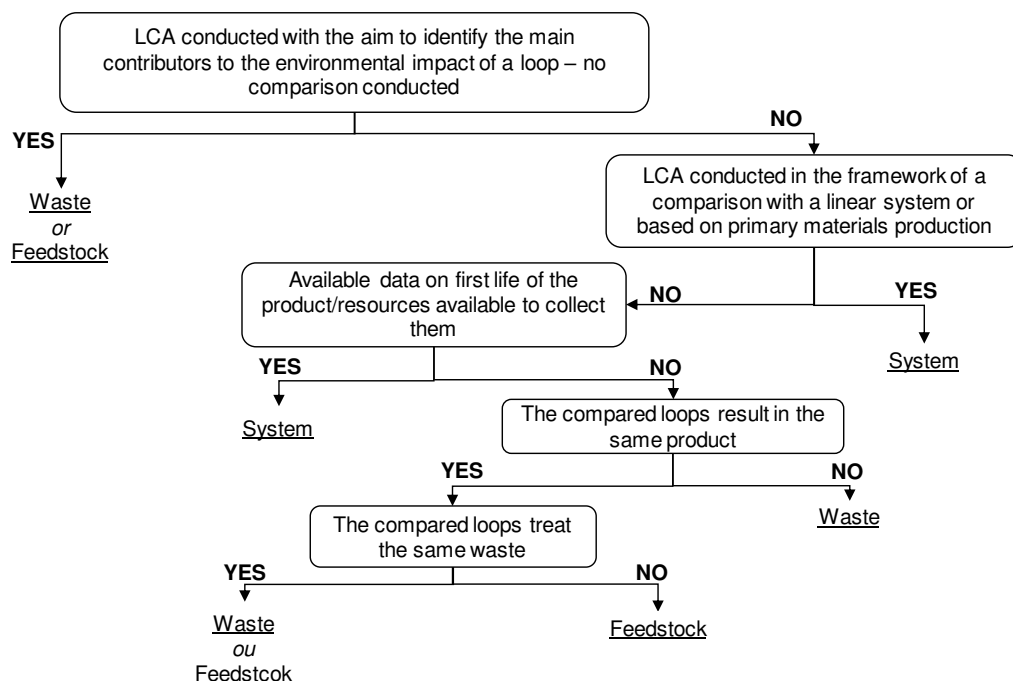 LCA conducted with the aim to identify the main
contributors to the environmental impact of a loop – no
comparison conducted
YES
NO
Waste
or
Feedstock
LCA conducted in the framework of a
comparison with a linear system or
based on primary materials production
Available data on first life of the
product/resources available to collect
them
NO
YES
System
YES
NO
System
The compared loops result in the
same product
YES
NO
Waste
The compared loops treat
the same waste
YES
NO
Waste
ou
Feedstcok
Feedstock